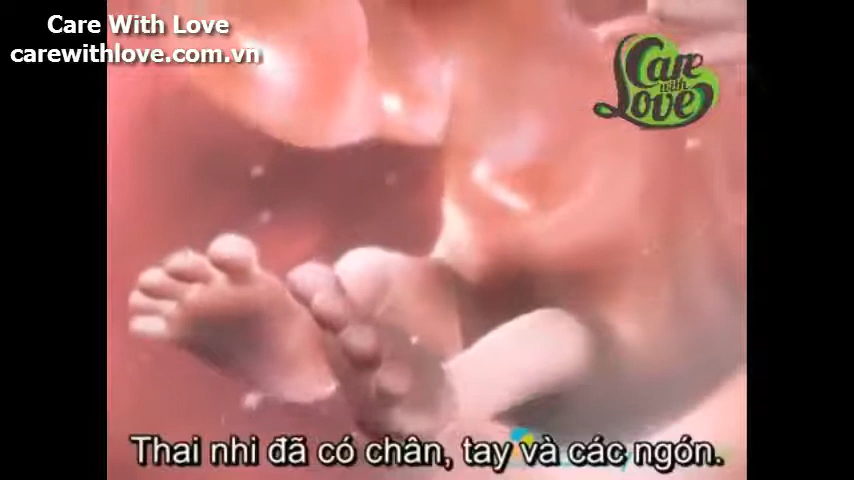 Care With Love
carewithlove.com.vn
Care
with
Love
Thai nhi đã có chân, tay và các ngón.